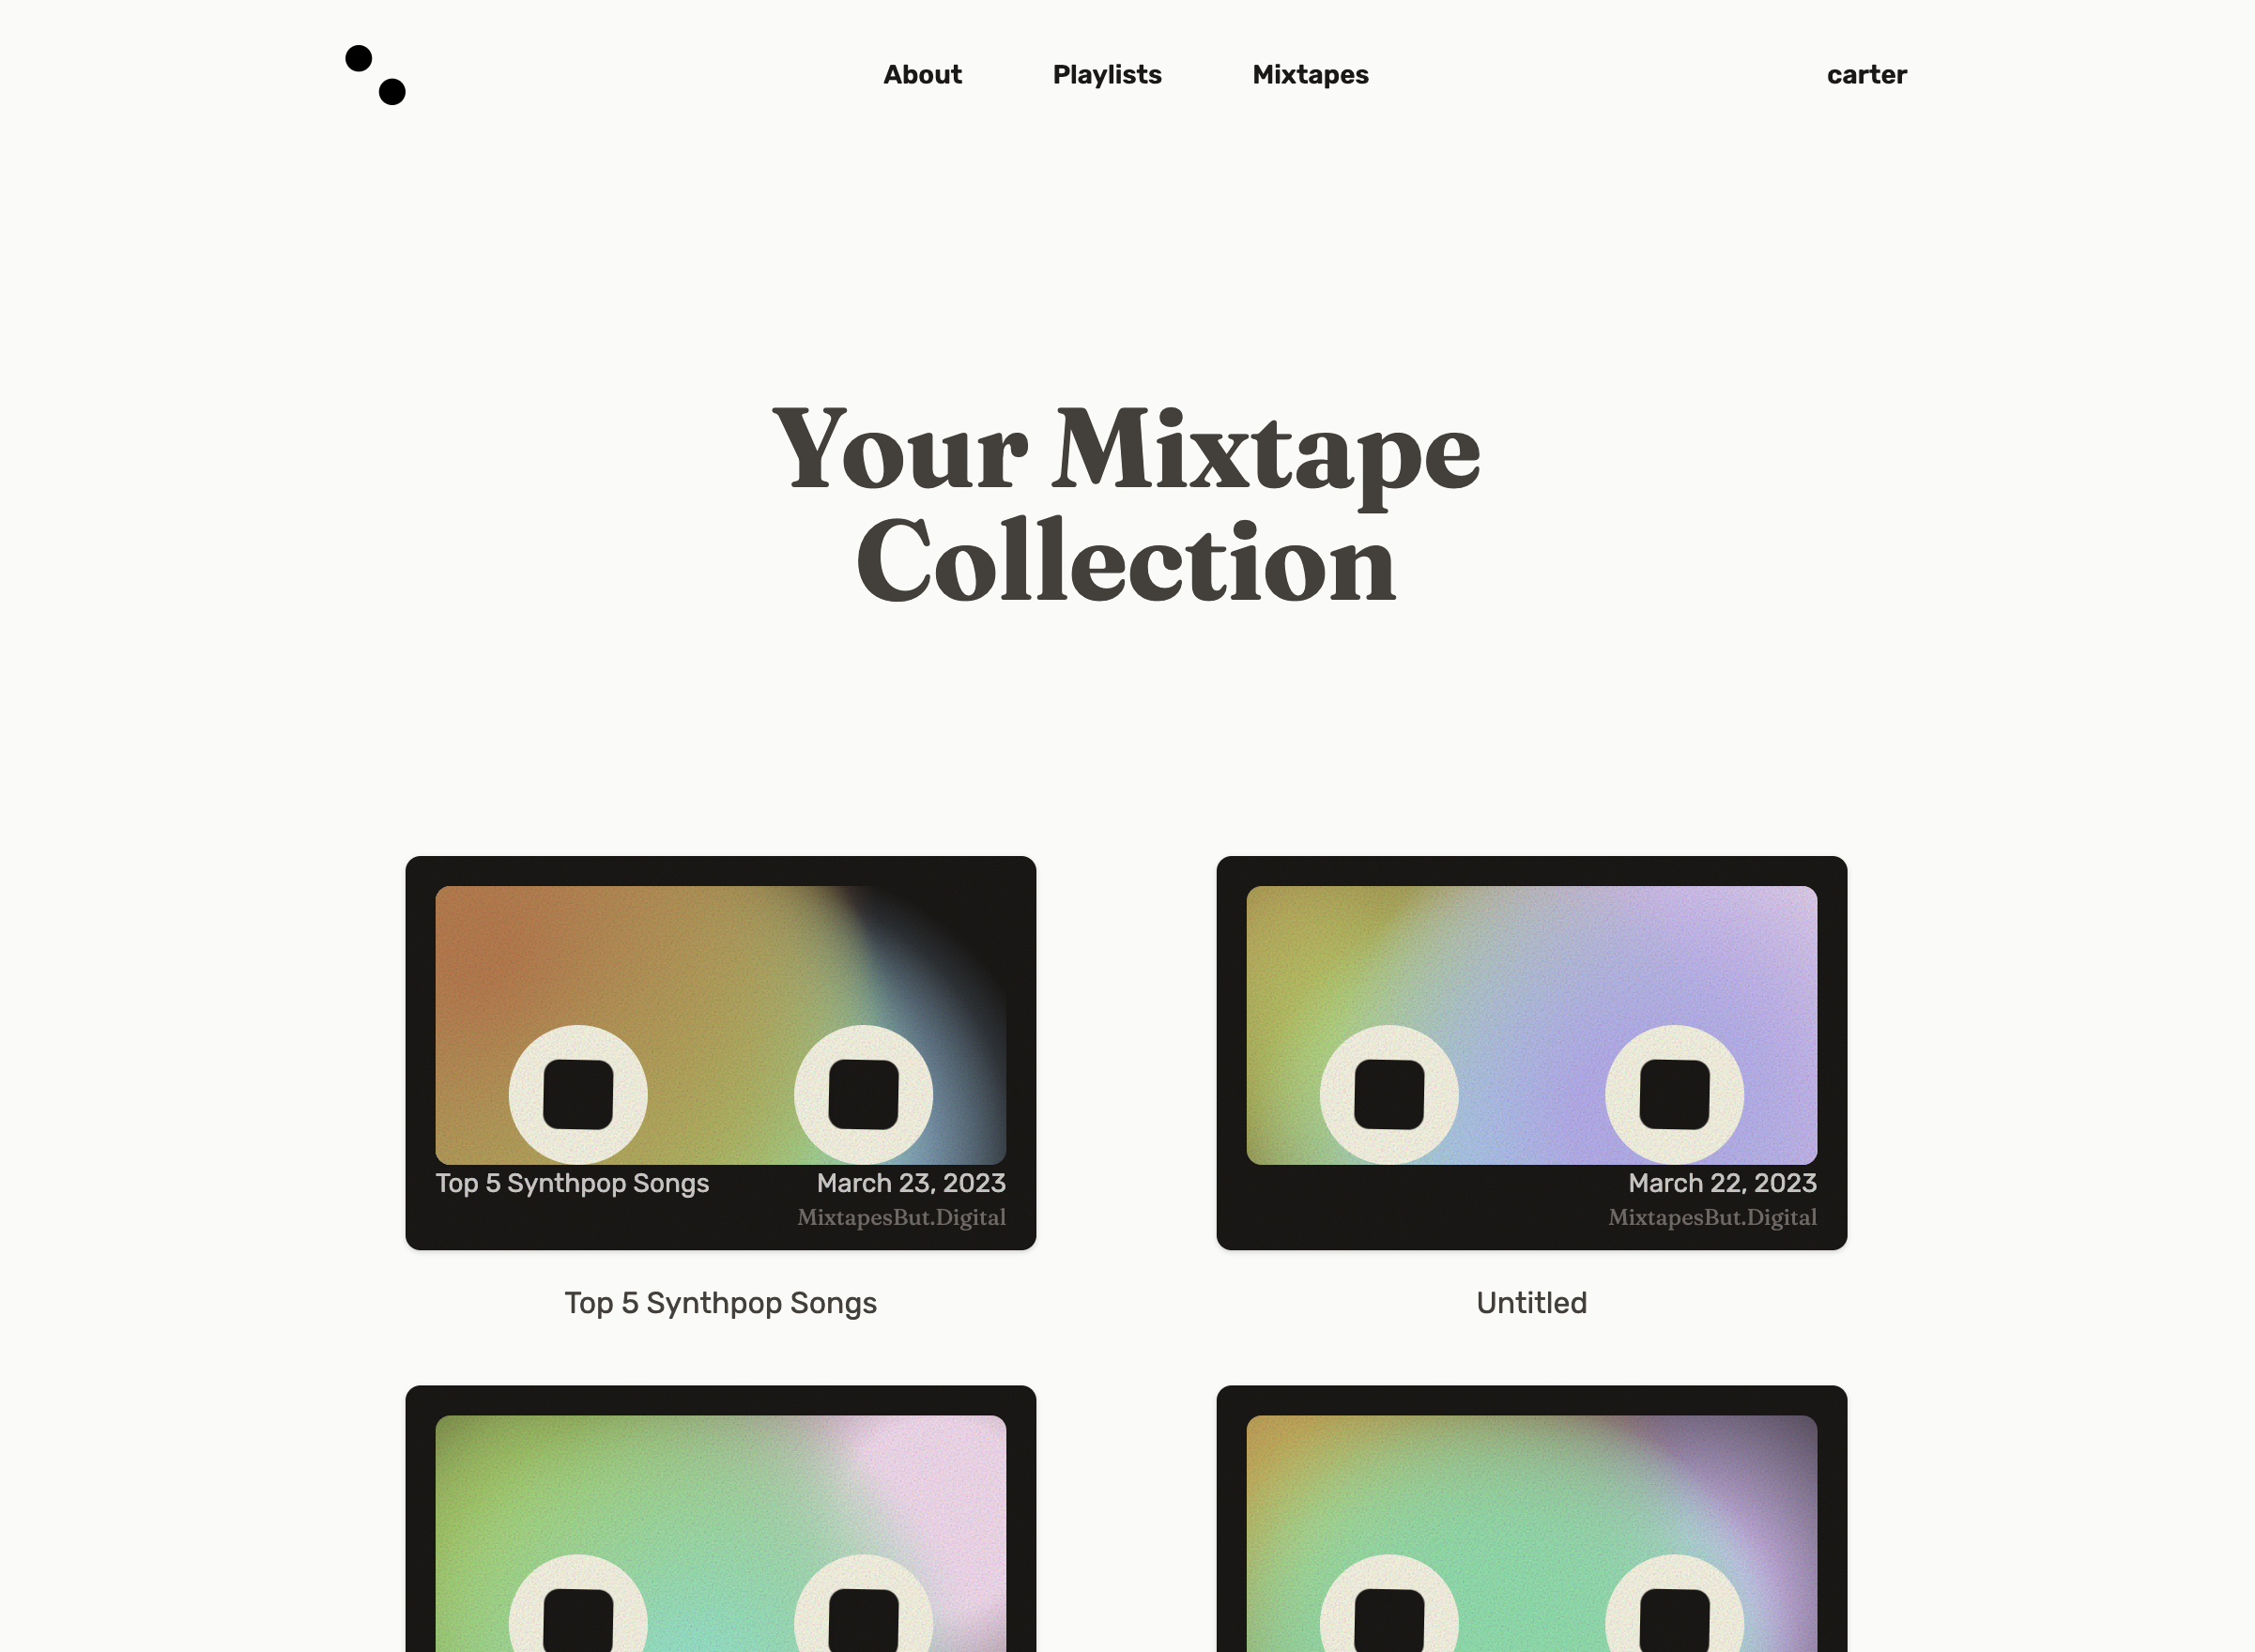 About Playlists Mixtapes carter
Your Mixtape
Collection
Top 5 Synthpop Songs March 23, 2023
MixtapesBut.Digital
Top 5 Synthpop Songs
March 22, 2023
MixtapesBut.Digital
Untitled